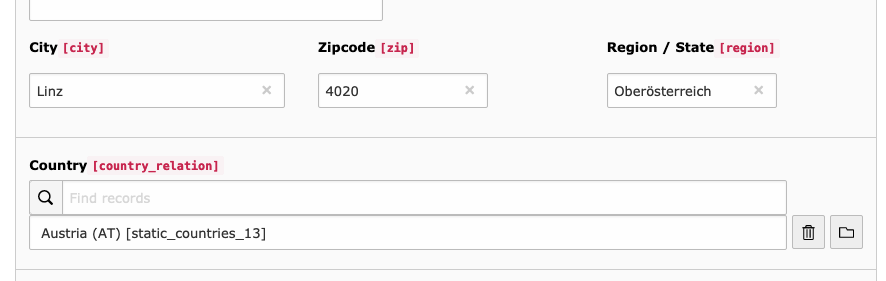 City [city] Zipcode [zip] Region / State [region]
Linz 4020 Oberösterreich
Country [country_relation]
Find records
Austria (AT) [static_countries_13]